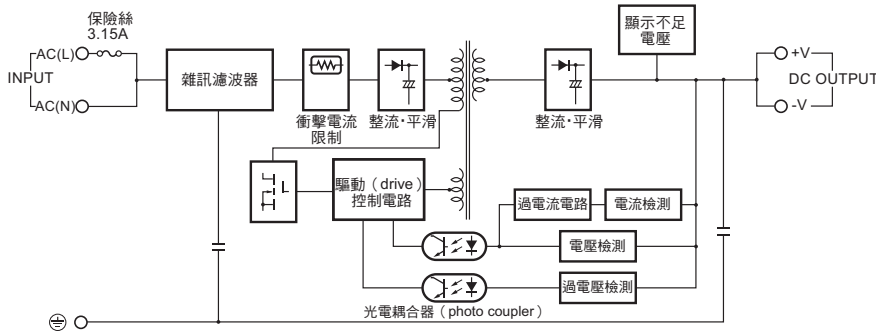 保險絲
3.15A
AC(L)
INPUT
AC(N)
雜訊濾波器
衝擊電流
限制
整流・平滑
整流・平滑
顯示不足
電壓
+V
DC OUTPUT
-V
驅動（drive）
控制電路
過電流電路
電流檢測
電壓檢測
過電壓檢測
光電耦合器（photo coupler）